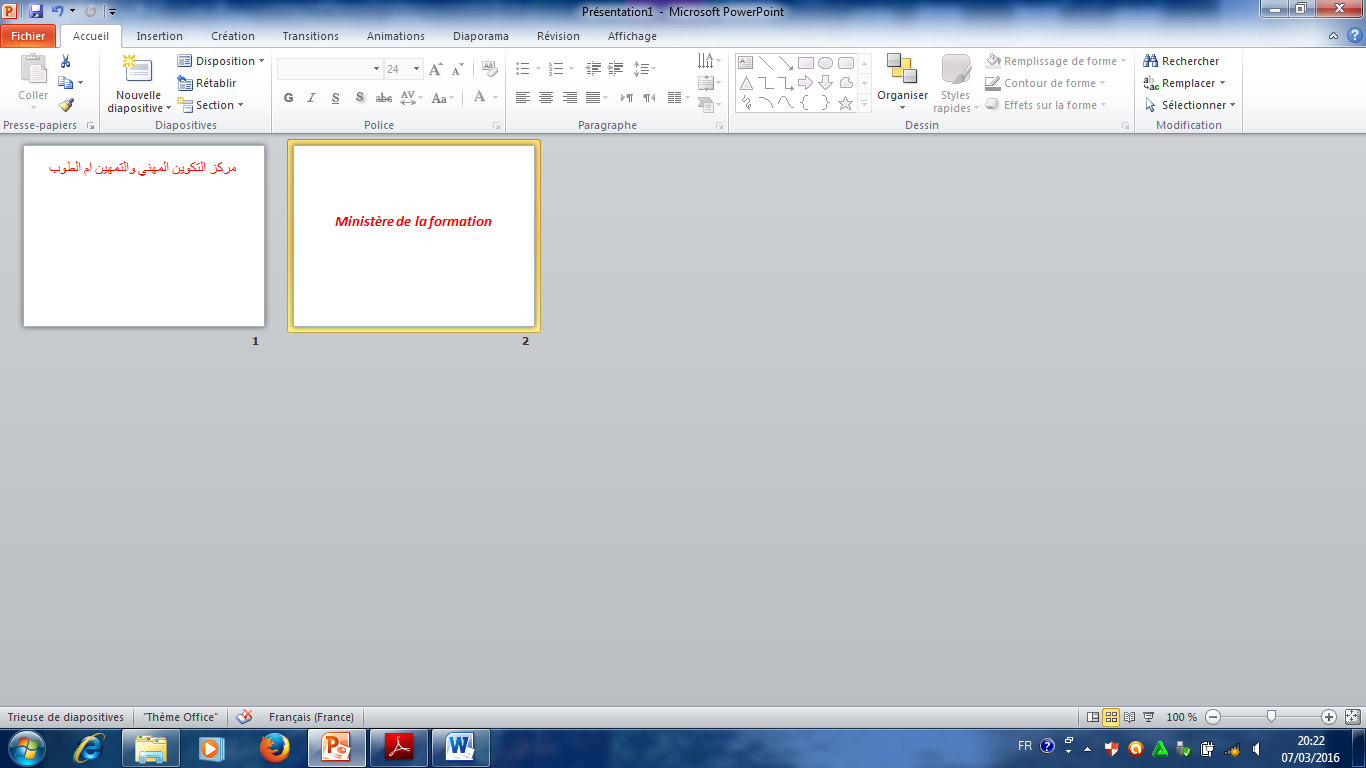 Présentation1 - Microsoft PowerPoint
Fichier Accueil Insertion Création Transitions Animations Diaporama Révision Affichage
Coller
Presse-papiers
Nouvelle diapositive
Disposition
Rétablir
Section
Diapositives
24
G I S S abc AV Aa A
Police
Paragraphe
Organiser
Styles rapides
Remplissage de forme
Contour de forme
Effets sur la forme
Dessin
Rechercher
Remplacer
Sélectionner
Modification
مركز التكوين المهني والتمهين ام الطوب
1
Ministère de la formation
2
Trieuse de diapositives "Thème Office" Français (France) 100 %
FR 20:22
07/03/2016